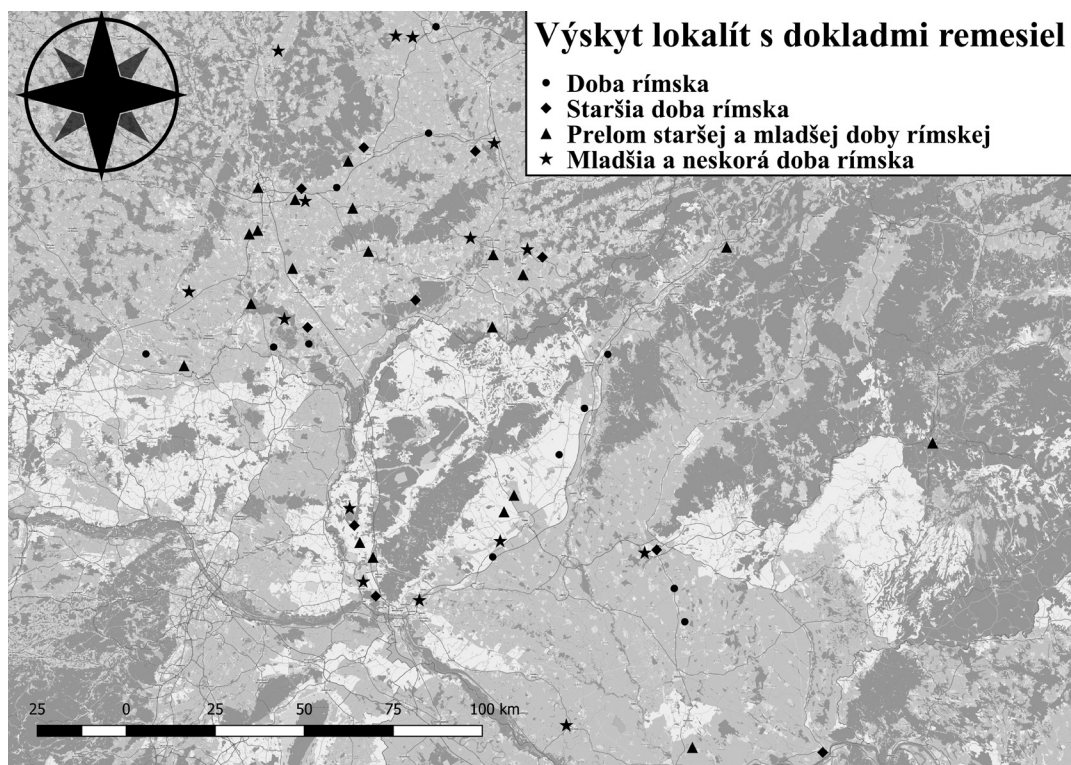 Výskyt lokalít s dokladmi remesiel
Doba rímska
Staršia doba rímska
Prelom staršej a mladšej doby rímskej
Mladšia a neskorá doba rímska
25 0 25 50 75 100 km